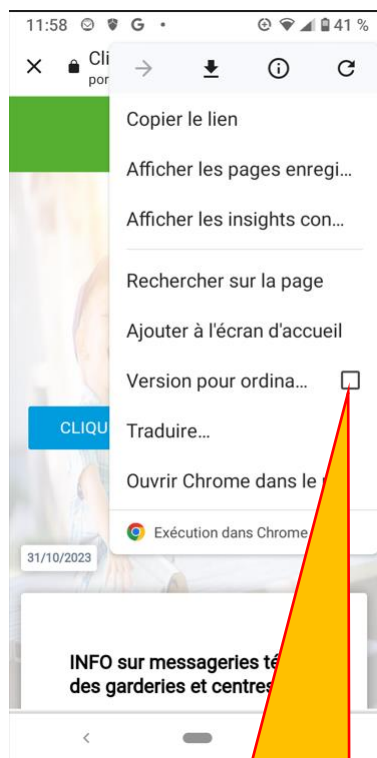 11:58 G • 41 %
Cli
por
Copier le lien
Afficher les pages enregi...
Afficher les insights con...
Rechercher sur la page
Ajouter à l'écran d'accueil
Version pour ordina...
CLIQU
Traduire...
Ouvrir Chrome dans le
Exécution dans Chrome
31/10/2023
INFO sur messageries té
des garderies et centres